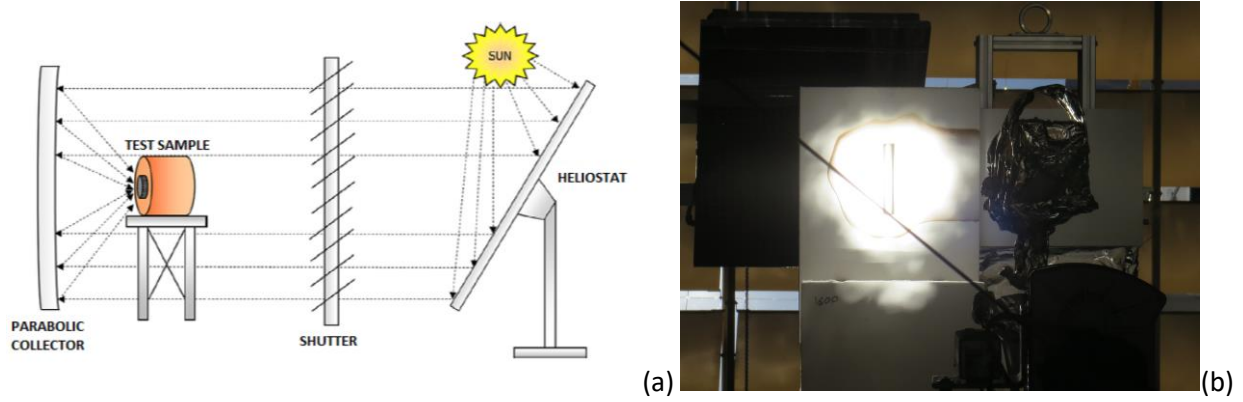 SUN
TEST SAMPLE
HELIOSTAT
PARABOLIC
COLLECTOR
SHUTTER
(a)
1600
(b)